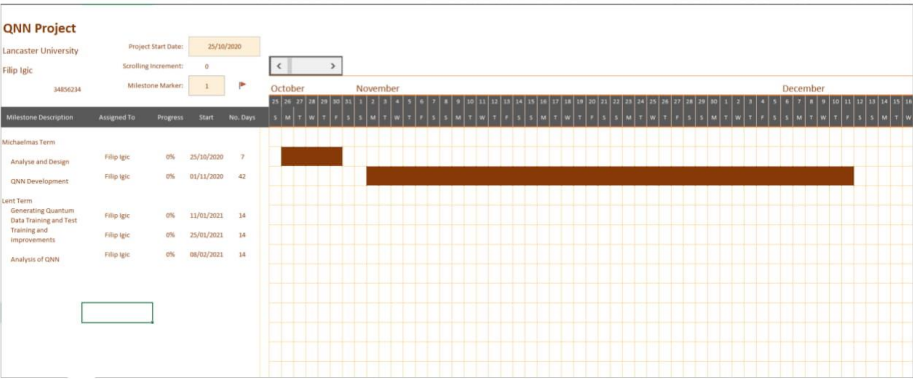 QNN Project
Lancaster University
Project Start Date: 25/10/2020
Filip Igic
Scrolling Increment: 0
34856234
Milestone Marker: 1
October November December
25 26 27 28 29 30 31 1 2 3 4 5 6 7 8 9 10 11 12 13 14 15 16 17 18 19 20 21 22 23 24 25 26 27 28 29 30 1 2 3 4 5 6 7 8 9 10 11 12 13 14 15 16
Milestone Description Assigned To Progress Start No. Days S M T W T F S S M T W T F S S M T W T F S S M T W T F S S M T W T F S S M T W T F S S M T W T F S S M T W
Michaelmas Term
Analyse and Design Filip Igic 0% 25/10/2020 7
QNN Development Filip Igic 0% 01/11/2020 42
Lent Term
Generating Quantum
Data Training and Test Filip Igic 0% 11/01/2021 14
Training and
Improvements Filip Igic 0% 25/01/2021 14
Analysis of QNN Filip Igic 0% 08/02/2021 14